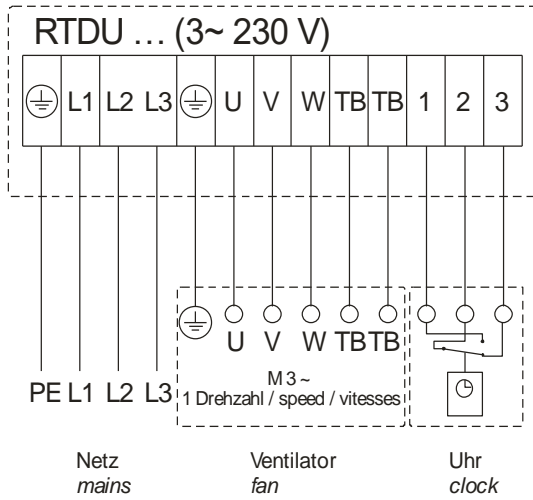 RTDU ... (3~ 230 V)
L1 L2 L3 U V W TB TB 1 2 3
U V W TB TB
M 3 ~
1 Drehzahl / speed / vitesses
PE L1 L2 L3
Netz Ventilator Uhr
mains fan clock